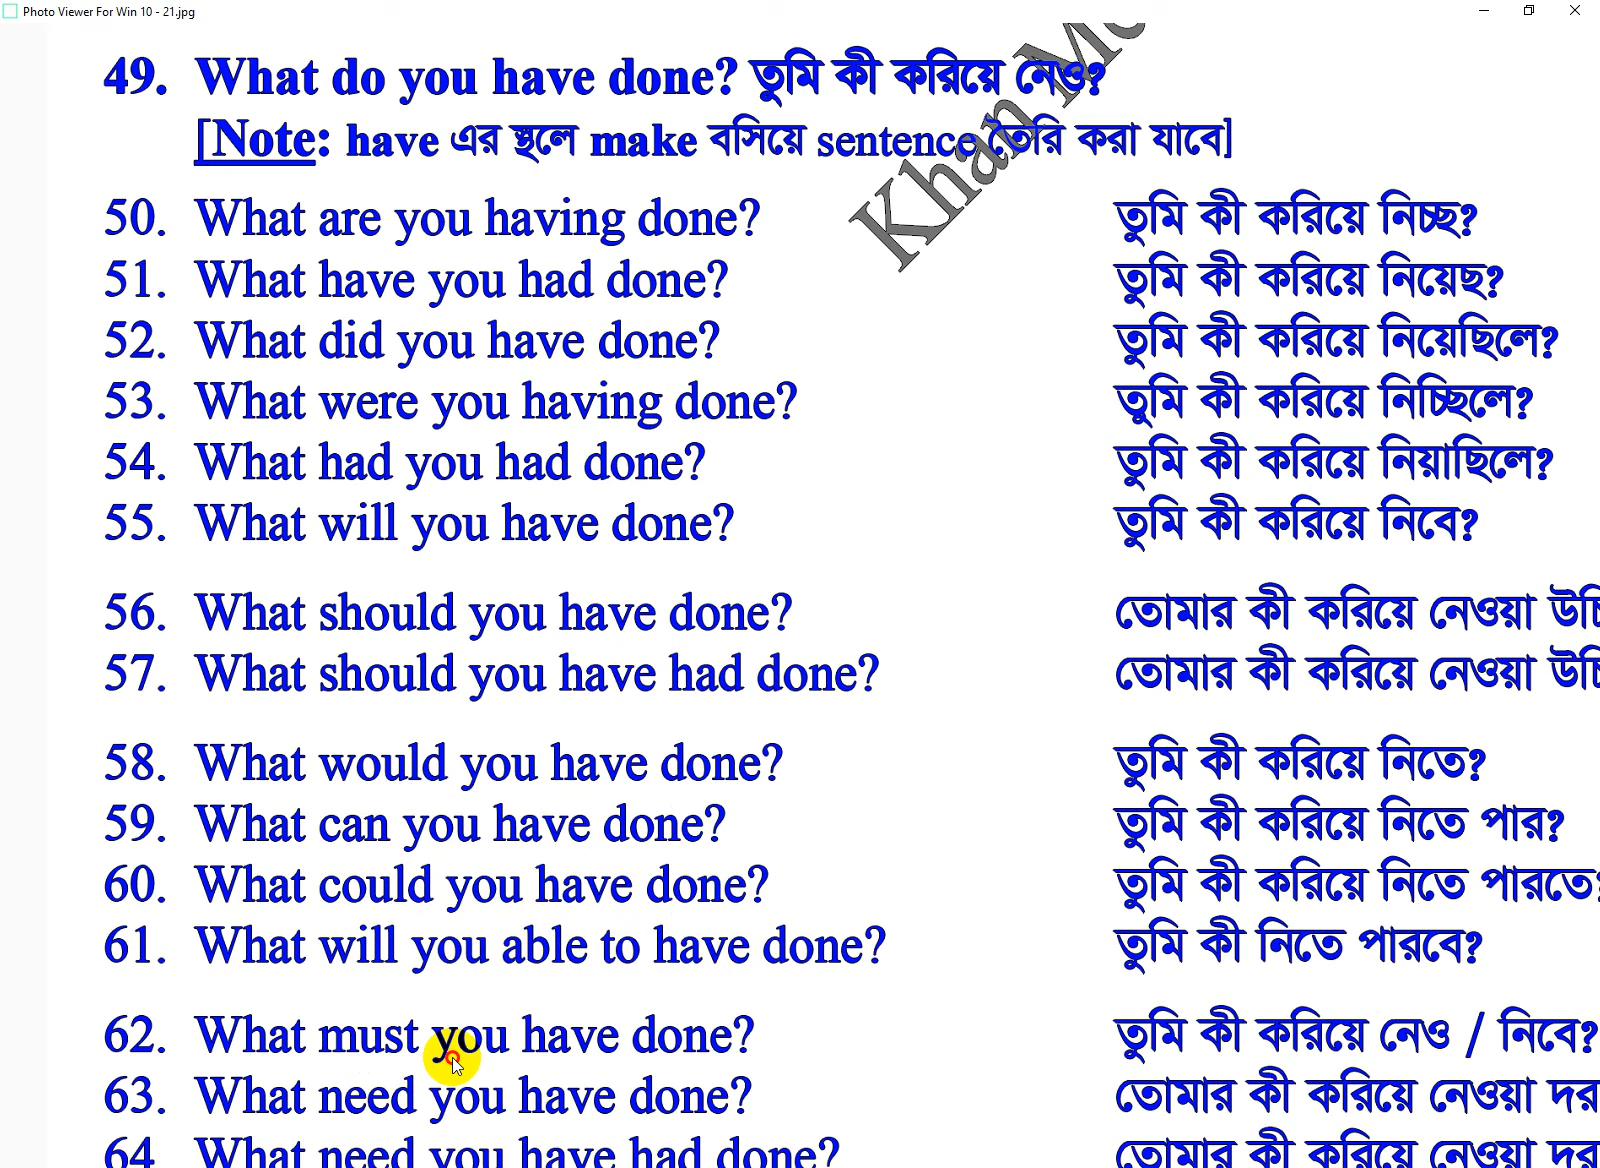 Photo Viewer For Win 10 - 21.jpg
49. What do you have done? তুমি কী করিয়ে নেও?
[Note: have এর স্থলে make বসিয়ে sentence তৈরি করা যাবে]
Khan Mo
50. What are you having done? তুমি কী করিয়ে নিচ্ছ?
51. What have you had done? তুমি কী করিয়ে নিয়েছ?
52. What did you have done? তুমি কী করিয়ে নিয়েছিলে?
53. What were you having done? তুমি কী করিয়ে নিচ্ছিলে?
54. What had you had done? তুমি কী করিয়ে নিয়াছিলে?
55. What will you have done? তুমি কী করিয়ে নিবে?
56. What should you have done? তোমার কী করিয়ে নেওয়া উচি
57. What should you have had done? তোমার কী করিয়ে নেওয়া উচি
58. What would you have done? তুমি কী করিয়ে নিতে?
59. What can you have done? তুমি কী করিয়ে নিতে পার?
60. What could you have done? তুমি কী করিয়ে নিতে পারতে?
61. What will you able to have done? তুমি কী নিতে পারবে?
62. What must you have done? তুমি কী করিয়ে নেও / নিবে?
63. What need you have done? তোমার কী করিয়ে নেওয়া দর
64. What need you have had done? তোমার কী করিয়ে নেওয়া দর